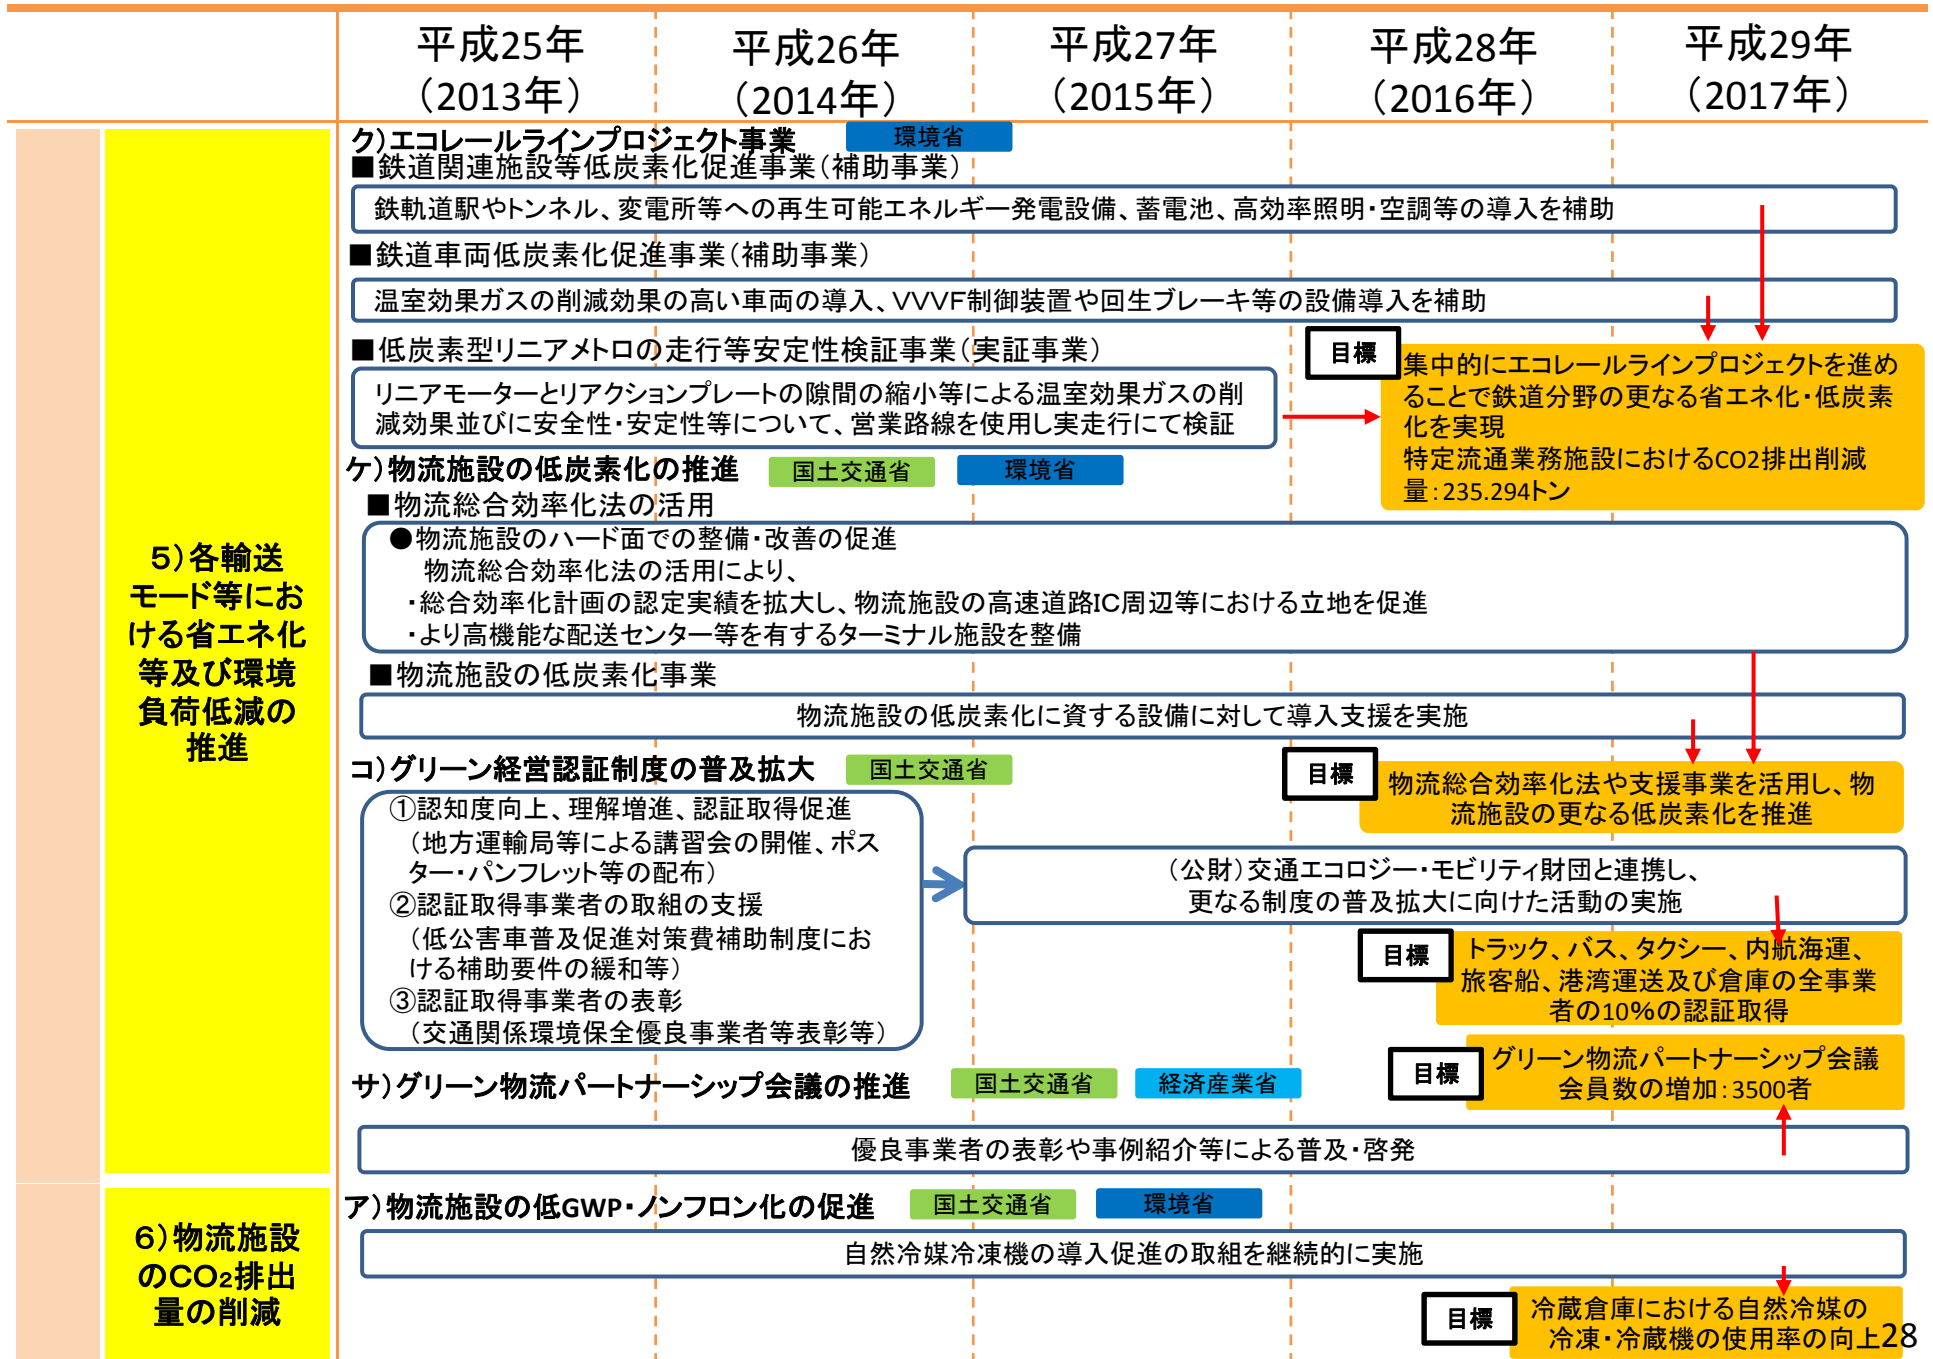 平成25年
（2013年）
平成26年
（2014年）
平成27年
（2015年）
平成28年
（2016年）
平成29年
（2017年）
5）各輸送
モード等にお
ける省エネ化
等及び環境
負荷低減の
推進
ク）エコレールラインプロジェクト事業
環境省
■鉄道関連施設等低炭素化促進事業（補助事業）
鉄軌道駅やトンネル、変電所等への再生可能エネルギー発電設備、蓄電池、高効率照明・空調等の導入を補助
■鉄道車両低炭素化促進事業（補助事業）
温室効果ガスの削減効果の高い車両の導入、VVVF制御装置や回生ブレーキ等の設備導入を補助
■低炭素型リニアメトロの走行等安定性検証事業（実証事業）
リニアモーターとリアクションプレートの隙間の縮小等による温室効果ガスの削
減効果並びに安全性・安定性等について、営業路線を使用し実走行にて検証
目標
集中的にエコレールラインプロジェクトを進め
ることで鉄道分野の更なる省エネ化・低炭素
化を実現
特定流通業務施設におけるCO2排出削減
量：235.294トン
ケ）物流施設の低炭素化の推進
国土交通省
環境省
■物流総合効率化法の活用
●物流施設のハード面での整備・改善の促進
物流総合効率化法の活用により、
・総合効率化計画の認定実績を拡大し、物流施設の高速道路IC周辺等における立地を促進
・より高機能な配送センター等を有するターミナル施設を整備
■物流施設の低炭素化事業
物流施設の低炭素化に資する設備に対して導入支援を実施
目標
物流総合効率化法や支援事業を活用し、物
流施設の更なる低炭素化を推進
コ）グリーン経営認証制度の普及拡大
国土交通省
①認知度向上、理解増進、認証取得促進
（地方運輸局等による講習会の開催、ポス
ター・パンフレット等の配布）
②認証取得事業者の取組の支援
（低公害車普及促進対策費補助制度にお
ける補助要件の緩和等）
③認証取得事業者の表彰
（交通関係環境保全優良事業者等表彰等）
（公財）交通エコロジー・モビリティ財団と連携し、
更なる制度の普及拡大に向けた活動の実施
目標
トラック、バス、タクシー、内航海運、
旅客船、港湾運送及び倉庫の全事業
者の10％の認証取得
サ）グリーン物流パートナーシップ会議の推進
国土交通省
経済産業省
目標
グリーン物流パートナーシップ会議
会員数の増加：3500者
優良事業者の表彰や事例紹介等による普及・啓発
6）物流施設
のCO2排出
量の削減
ア）物流施設の低GWP・ノンフロン化の促進
国土交通省
環境省
自然冷媒冷凍機の導入促進の取組を継続的に実施
目標
冷蔵倉庫における自然冷媒の
冷凍・冷蔵機の使用率の向上
28